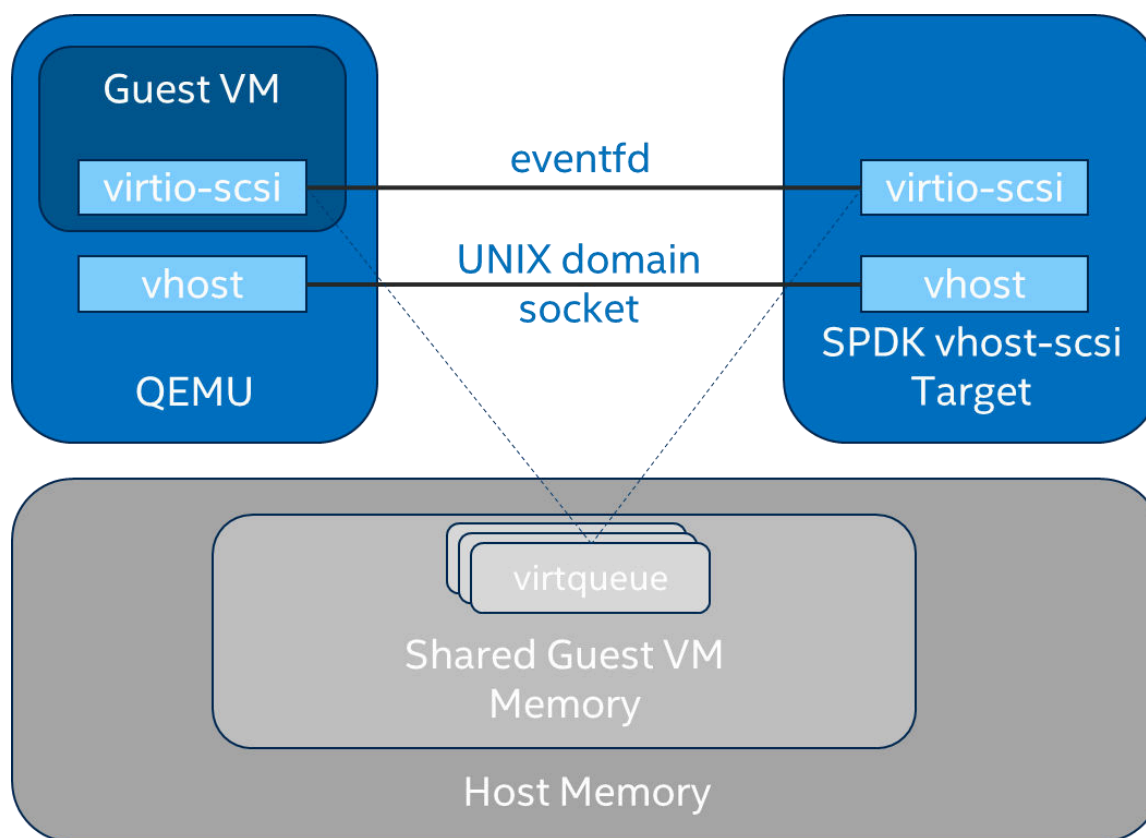 Guest VM
virtio-scsi
vhost
QEMU
eventfd
UNIX domain
socket
virtio-scsi
vhost
SPDK vhost-scsi
Target
virtqueue
Shared Guest VM
Memory
Host Memory